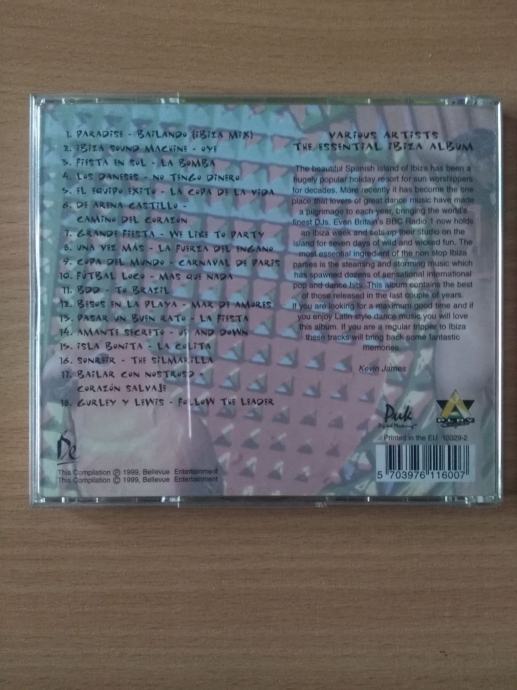 1. PARADISE - BAILANDO (IBIZA MIX)
2. IBIZA SOUND MACHINE - OYE
3. FIESTA EN SOL - LA BOMBA
4. LOS DANESES - NO TENGO DINERO
5. EL EQUIPO EXITO - LA COPA DE LA VIDA
6. DE ARENA CASTILLO -
CAMINO DEL CORAZON
7. GRANDE FIESTA - WE LIKE TO PARTY
8. UNA VES MÁS - LA FUERZA DEL ENGANO
9. COPA DEL MUNDO - CARNAVAL DE PARIS
10. FÚTBAL LOCO - MAS QUE NADA
11. BDD - TO BRAZIL
12. BESOS EN LA PLAYA - MAR DE AMORES
13. PASAR UN BUEN RATO - LA FIESTA
14. AMANTE SECRETO - UP AND DOWN
15. ISLA BONITA - LA COLITA
16. SONREIR - THE SILMARILLA
17. BAILAR CON NOSTROSO -
CORAZÓN SALVAJE
18. GURLEY Y LEWIS - FOLLOW THE LEADER
VARIOUS ARTISTS
THE ESSENTIAL IBIZA ALBUM
The beautiful Spanish island of Ibiza has been a
hugely popular holiday resort for sun worshippers
for decades. More recently it has become the one
place that lovers of great dance music have made
a pilgrimage to each year, bringing the world's
finest DJs. Even Britain's BBC Radio 1 now holds
an Ibiza week and sets up a studio on the
island for seven days of wild and wicked fun. The
most essential ingredient of the non stop Ibiza
parties is the steaming and storming music which
has spawned dozens of sensational international
pop and dance hits. This album contains the best
of those released in the last couple of years.
If you are looking for a maximum good time and if
you enjoy Latin style dance music you will love
this album. If you are a regular tripper to Ibiza
these tracks will bring back some fantastic
memories.
Kevin James
Puk
Digital Mastering
Printed in the EU 10029-2
5 703976 116007
De
This Compilation Ⓟ 1999, Bellevue Entertainment
This Compilation © 1999, Bellevue Entertainment